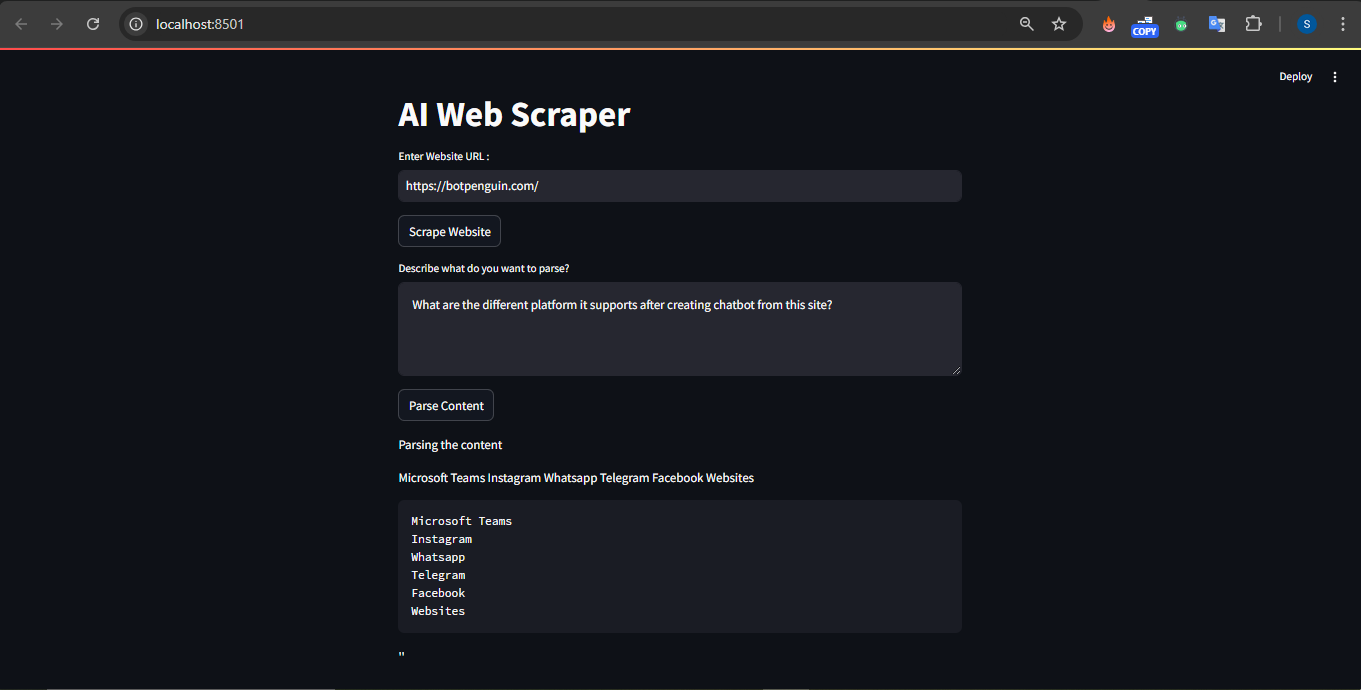 localhost:8501
COPY
G
S
Deploy
AI Web Scraper
Enter Website URL :
https://botpenguin.com/
Scrape Website
Describe what do you want to parse?
What are the different platform it supports after creating chatbot from this site?
Parse Content
Parsing the content
Microsoft Teams Instagram Whatsapp Telegram Facebook Websites
Microsoft Teams
Instagram
Whatsapp
Telegram
Facebook
Websites
"